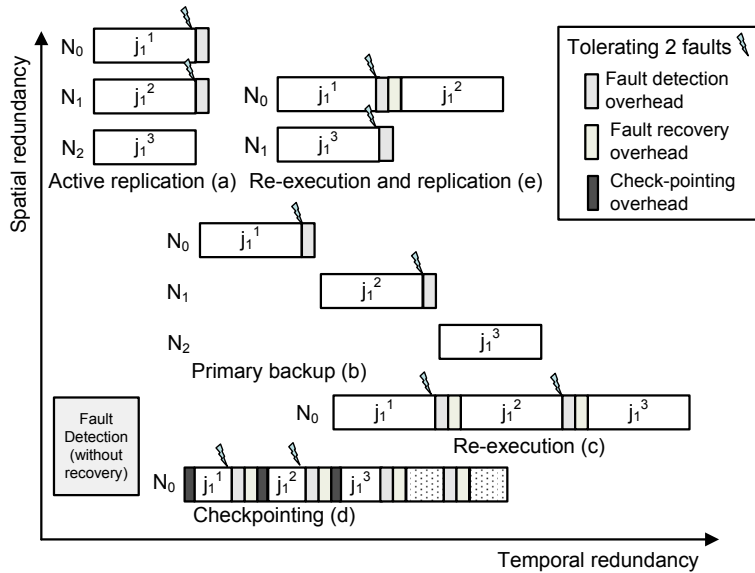 Spatial redundancy
N0
j1 1
N1
j1 2
N2
j1 3
Active replication (a)
N0
j1 1
j1 2
N1
j1 3
Re-execution and replication (e)
Tolerating 2 faults
Fault detection
overhead
Fault recovery
overhead
Check-pointing
overhead
N0
j1 1
N1
j1 2
N2
j1 3
Primary backup (b)
N0
j1 1
j1 2
j1 3
Re-execution (c)
Fault
Detection
(without
recovery)
N0
j1 1
j1 2
j1 3
Checkpointing (d)
Temporal redundancy